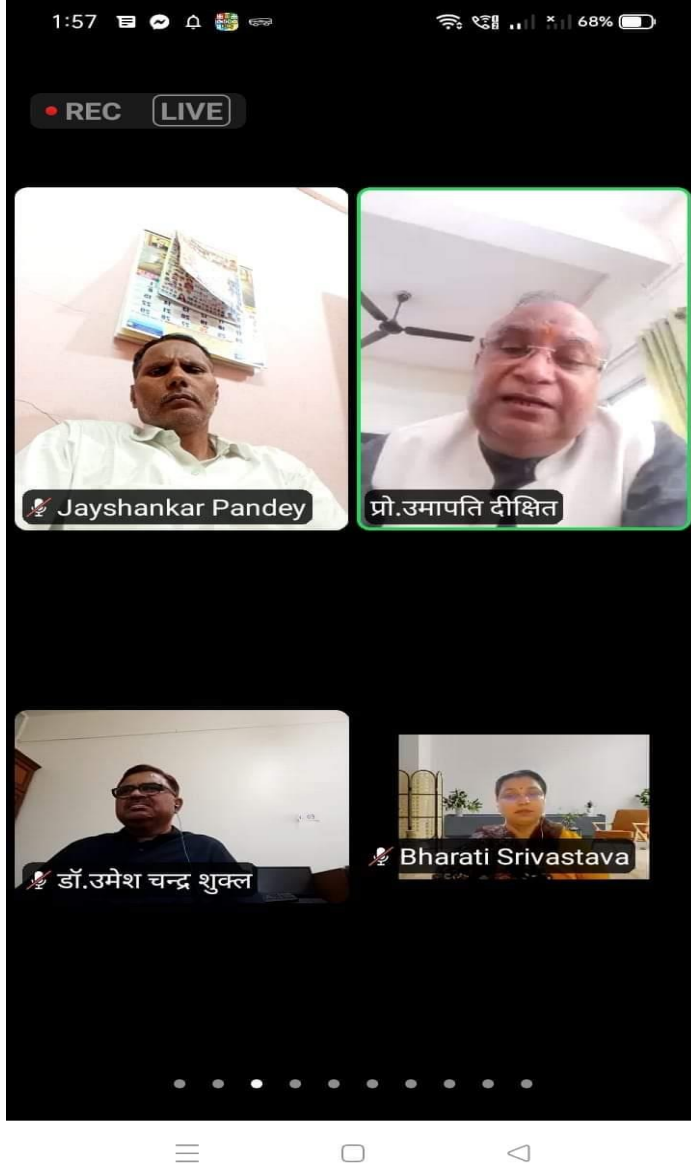 1:57
68%
REC LIVE
Jayshankar Pandey
प्रो.उमापति दीक्षित
डॉ.उमेश चन्द्र शुक्ल
Bharati Srivastava